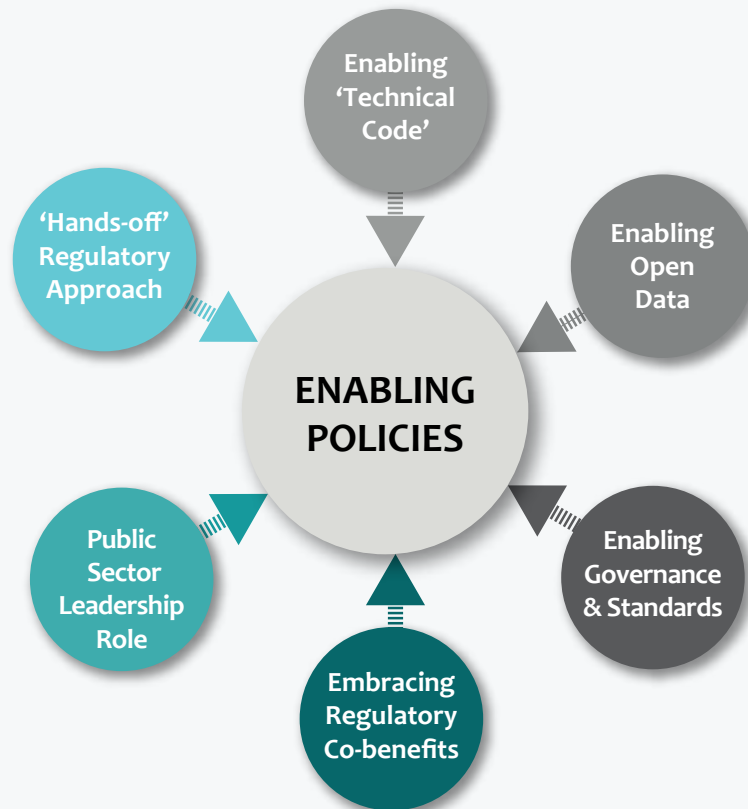 Enabling
‘Technical
Code’
‘Hands-off’
Regulatory
Approach
Enabling
Open
Data
ENABLING
POLICIES
Public
Sector
Leadership
Role
Enabling
Governance
& Standards
Embracing
Regulatory
Co-benefits